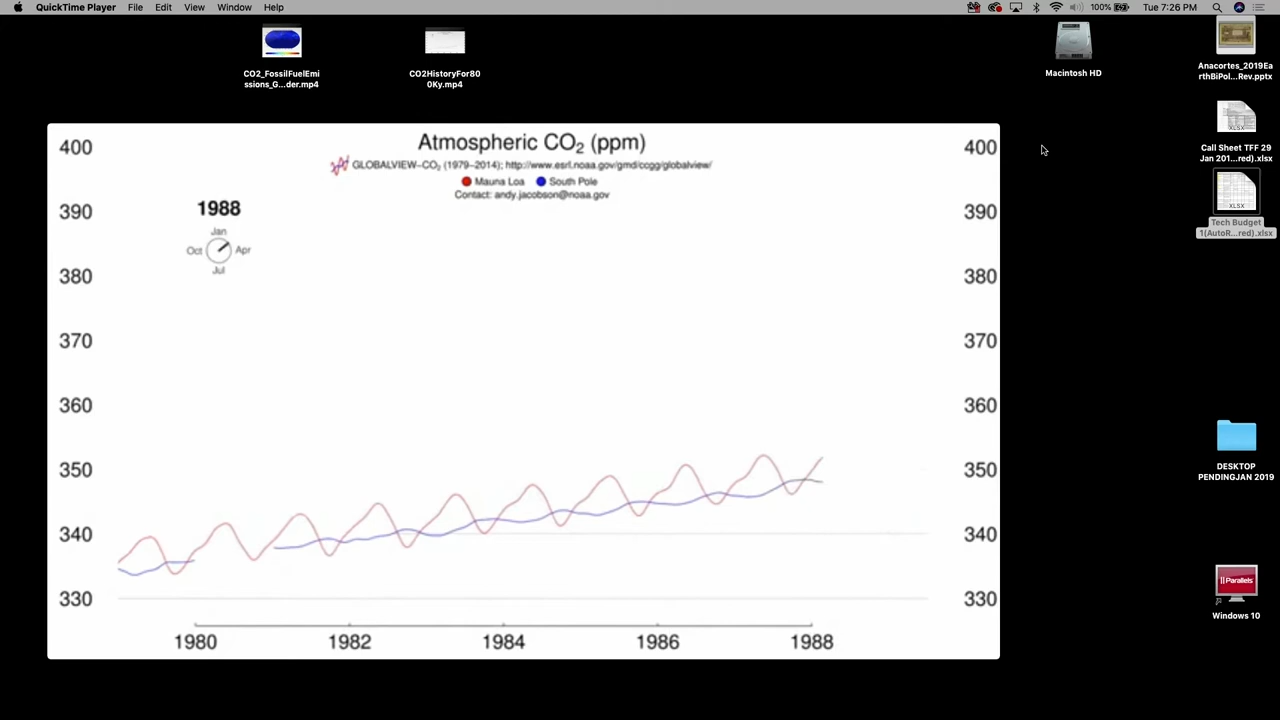 QuickTime Player File Edit View Window Help
100% Tue 7:26 PM
CO2_FossilFuelEmi
ssions_G...der.mp4
CO2HistoryFor80
0Ky.mp4
Macintosh HD
Anacortes_2019Ea
rthBiPol...Rev.pptx
XLSX
Call Sheet TFF 29
Jan 201...red).xlsx
XLSX
Tech Budget
1(AutoR...red).xlsx
DESKTOP
PENDINGJAN 2019
||Parallels
Windows 10
Atmospheric CO₂ (ppm)
GLOBALVIEW-CO₂ (1979-2014); http://www.esrl.noaa.gov/gmd/ccgg/globalview/
Mauna Loa South Pole
Contact: andy.jacobson@noaa.gov
1988
Jan
Oct Apr
Jul
400 400
390 390
380 380
370 370
360 360
350 350
340 340
330 330
1980 1982 1984 1986 1988